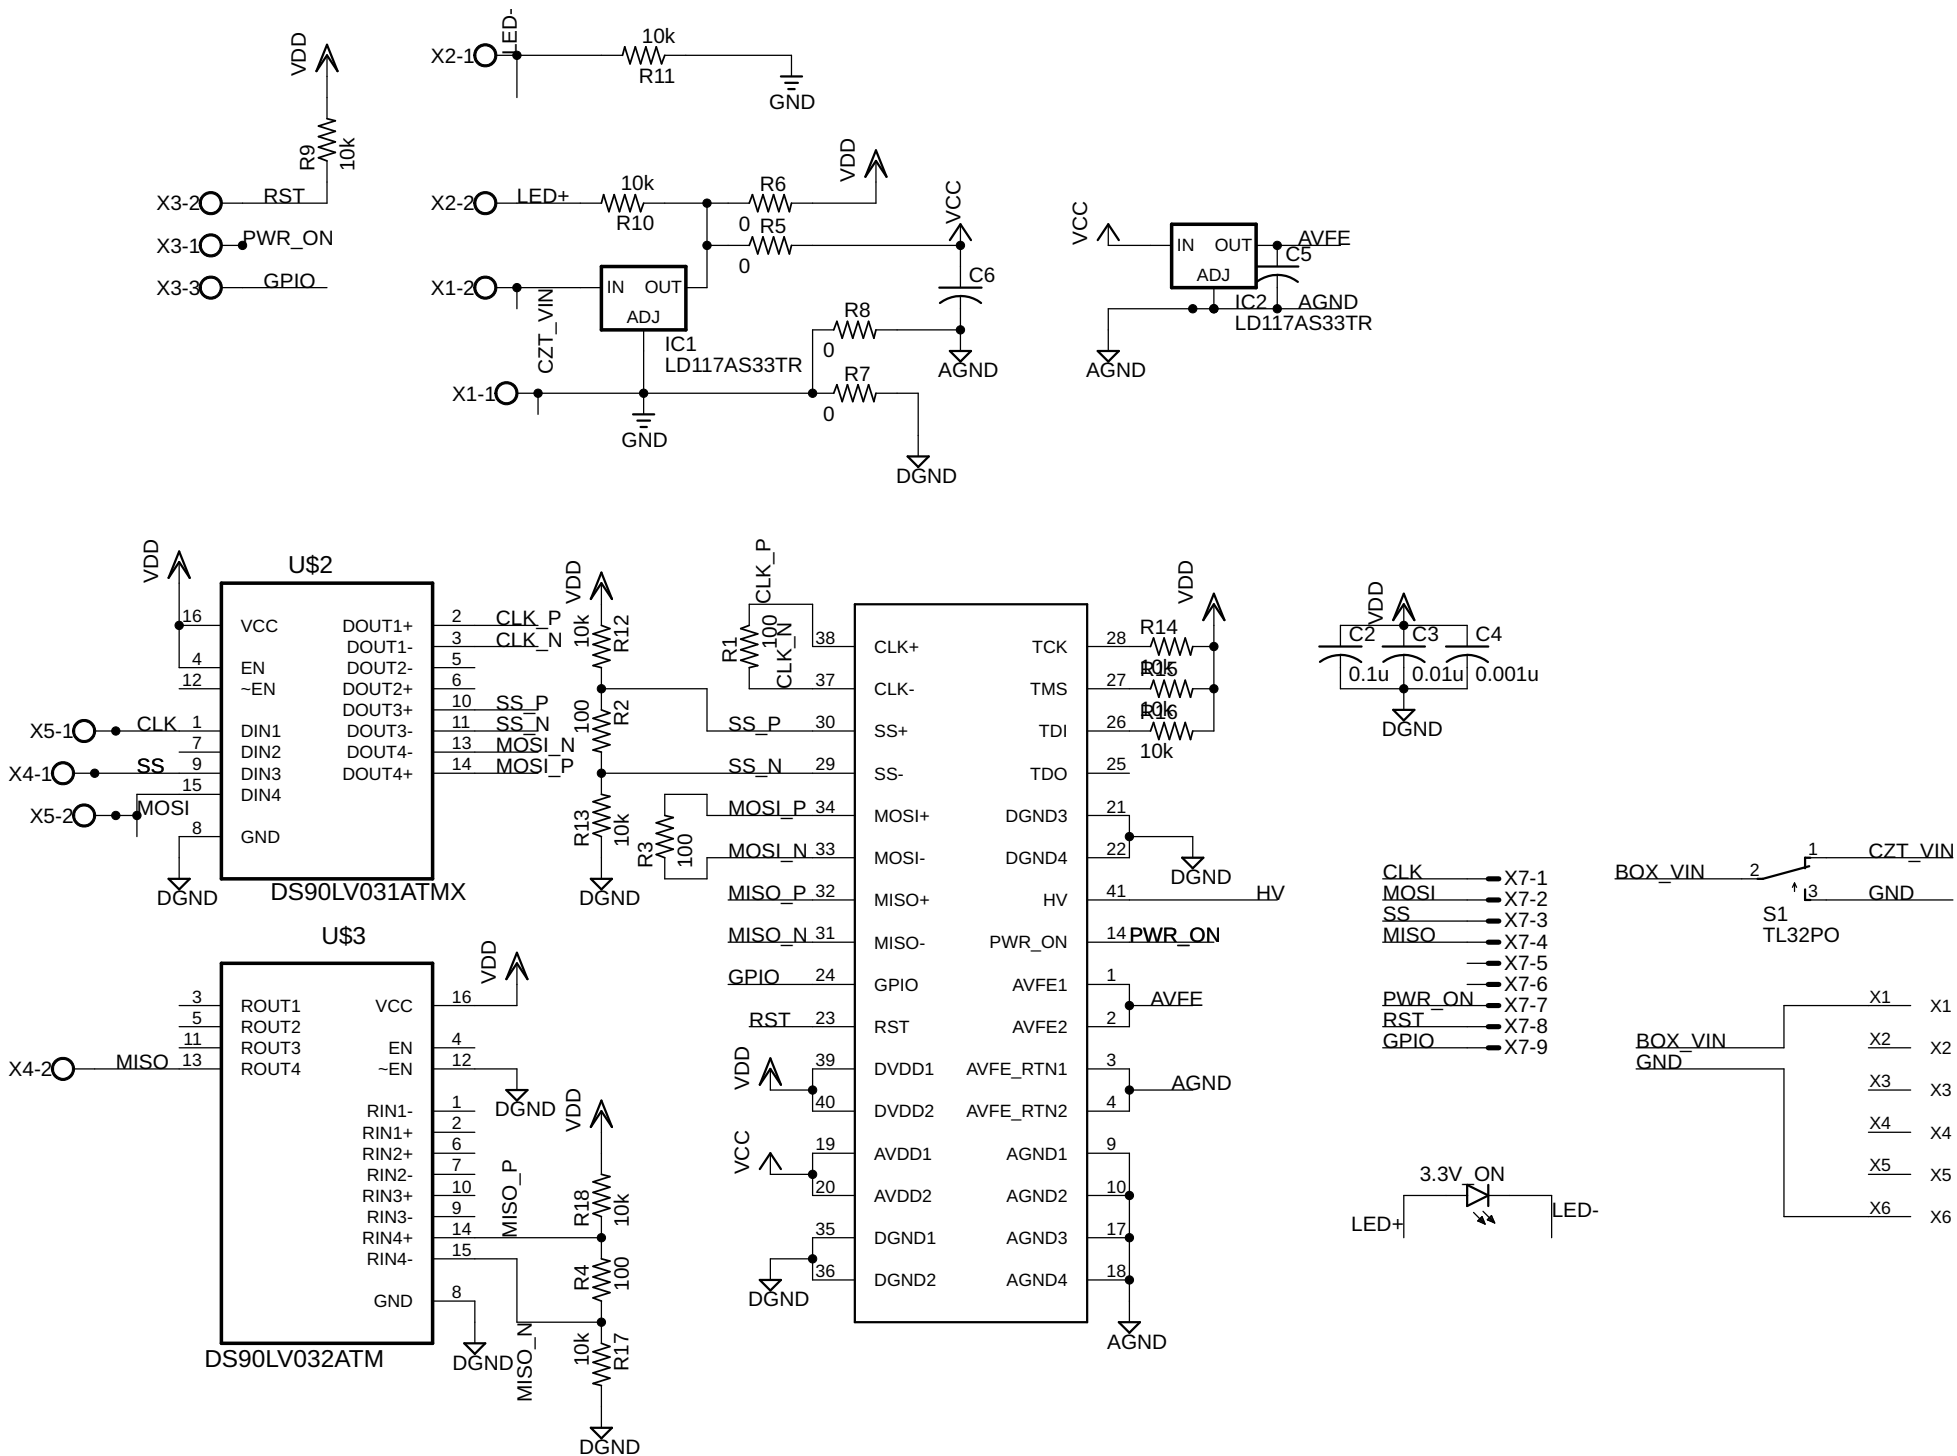 LED-
X2-1
10k
R11
GND
VDD
R9
10k
X3-2
RST
X3-1
PWR_ON
X3-3
GPIO
X2-2
LED+
10k
R10
R6
0
VDD
R5
0
VCC
C6
X1-2
CZT_VIN
IN
OUT
ADJ
IC1
LD117AS33TR
R8
0
AGND
X1-1
GND
R7
0
DGND
VCC
IN
OUT
ADJ
AVFE
C5
IC2
AGND
LD117AS33TR
AGND
VDD
U$2
16 VCC
4 EN
12 ~EN
X5-1 CLK 1 DIN1
7 DIN2
X4-1 SS 9 DIN3
15 DIN4
X5-2 MOSI
8 GND
DGND
DOUT1+ 2 CLK_P
DOUT1- 3 CLK_N
DOUT2- 5
DOUT2+ 6
DOUT3+ 10 SS_P
DOUT3- 11 SS_N
DOUT4- 13 MOSI_N
DOUT4+ 14 MOSI_P
DS90LV031ATMX
VDD
10k
R12
100
R2
R13
10k
DGND
CLK_P
R1
100
CLK_N
R3
100
38 CLK+
37 CLK-
SS_P 30 SS+
SS_N 29 SS-
MOSI_P 34 MOSI+
MOSI_N 33 MOSI-
MISO_P 32 MISO+
MISO_N 31 MISO-
GPIO 24 GPIO
RST 23 RST
VDD
39 DVDD1
40 DVDD2
VCC
19 AVDD1
20 AVDD2
35 DGND1
36 DGND2
DGND
TCK 28
TMS 27
TDI 26
TDO 25
DGND3 21
DGND4 22
DGND
HV 41 HV
PWR_ON 14 PWR_ON
AVFE1 1
AVFE
AVFE2 2
AVFE_RTN1 3
AGND
AVFE_RTN2 4
AGND1 9
AGND2 10
AGND3 17
AGND4 18
AGND
VDD
R14
10k
R15
10k
R16
10k
VDD
C2
0.1u
C3
0.01u
C4
0.001u
DGND
U$3
3 ROUT1
5 ROUT2
11 ROUT3
X4-2 MISO 13 ROUT4
VCC 16
VDD
EN 4
~EN 12
DGND
RIN1- 1
RIN1+ 2
RIN2+ 6
RIN2- 7
RIN3+ 10
RIN3- 9
RIN4+ 14
RIN4- 15
GND 8
DGND
DS90LV032ATM
MISO_P
MISO_N
VDD
R18
10k
R4
100
10k
R17
DGND
CLK X7-1
MOSI X7-2
SS X7-3
MISO X7-4
X7-5
X7-6
PWR_ON X7-7
RST X7-8
GPIO X7-9
BOX_VIN
2
1
CZT_VIN
3
GND
S1
TL32PO
BOX_VIN
GND
X1 X1
X2 X2
X3 X3
X4 X4
X5 X5
X6 X6
3.3V_ON
LED+
LED-